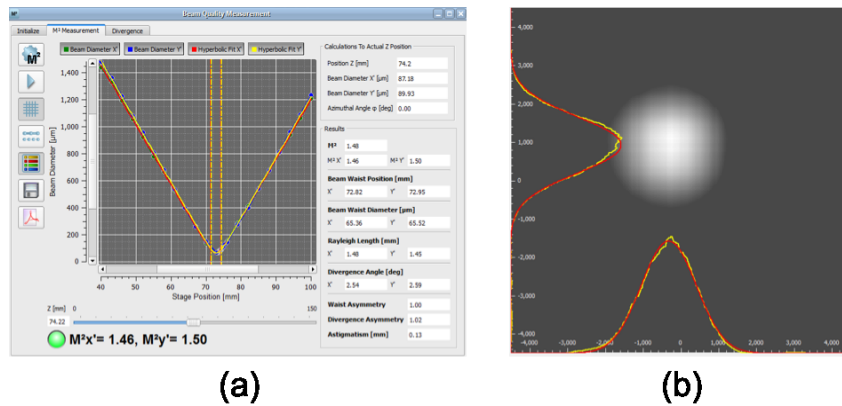 Beam Quality Measurement
Initialize M² Measurement Divergence
M²
Beam Diameter X' Beam Diameter Y' Hyperbolic Fit X' Hyperbolic Fit Y'
Beam Diameter [µm]
1,400
1,200
1,000
800
600
400
200
0
40 50 60 70 80 90 100
Stage Position [mm]
Z [mm] 0 150
74.22
M²x'= 1.46, M²y'= 1.50
Calculations To Actual Z Position
Position Z [mm] 74.2
Beam Diameter X' [µm] 87.18
Beam Diameter Y' [µm] 89.93
Azimuthal Angle φ [deg] 0.00
Results
M² 1.48
M² X' 1.46 M² Y' 1.50
Beam Waist Position [mm]
X' 72.82 Y' 72.95
Beam Waist Diameter [µm]
X' 65.36 Y' 65.52
Rayleigh Length [mm]
X' 1.48 Y' 1.45
Divergence Angle [deg]
X' 2.54 Y' 2.59
Waist Asymmetry 1.00
Divergence Asymmetry 1.02
Astigmatism [mm] 0.13
(a)
4,000
3,000
2,000
1,000
0
-1,000
-2,000
-3,000
-4,000
-4,000 -3,000 -2,000 -1,000 0 1,000 2,000 3,000 4,000
(b)